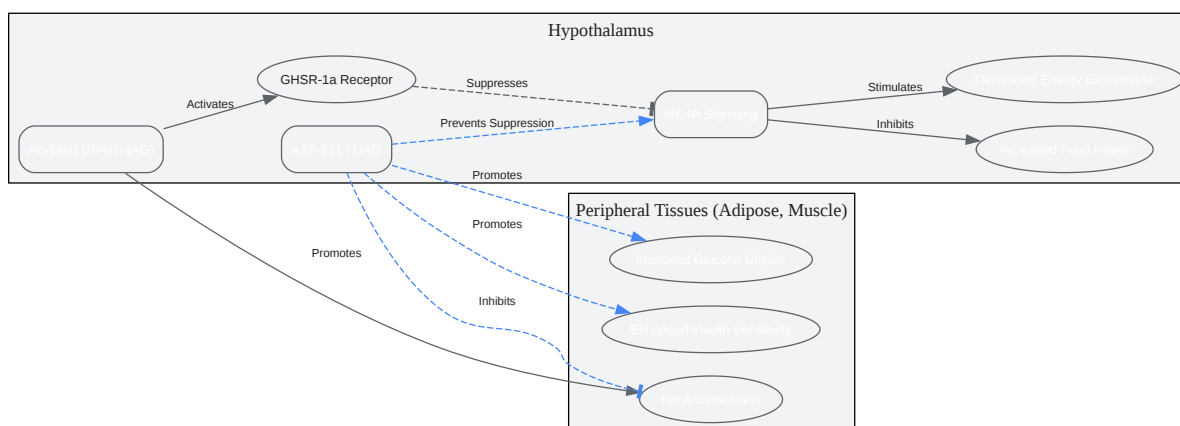 Hypothalamus
GHSR-1a Receptor
Suppresses
Stimulates
Decreased Energy Expenditure
Activates
Prevents Suppression
MC4R Signaling
Inhibits
Acylated Ghrelin (AG)
AZP-531 / UAG
Increased Food Intake
Promotes
Peripheral Tissues (Adipose, Muscle)
Promotes
Promotes
Improved Glucose Uptake
Inhibits
Enhanced Insulin Sensitivity
Fat Accumulation